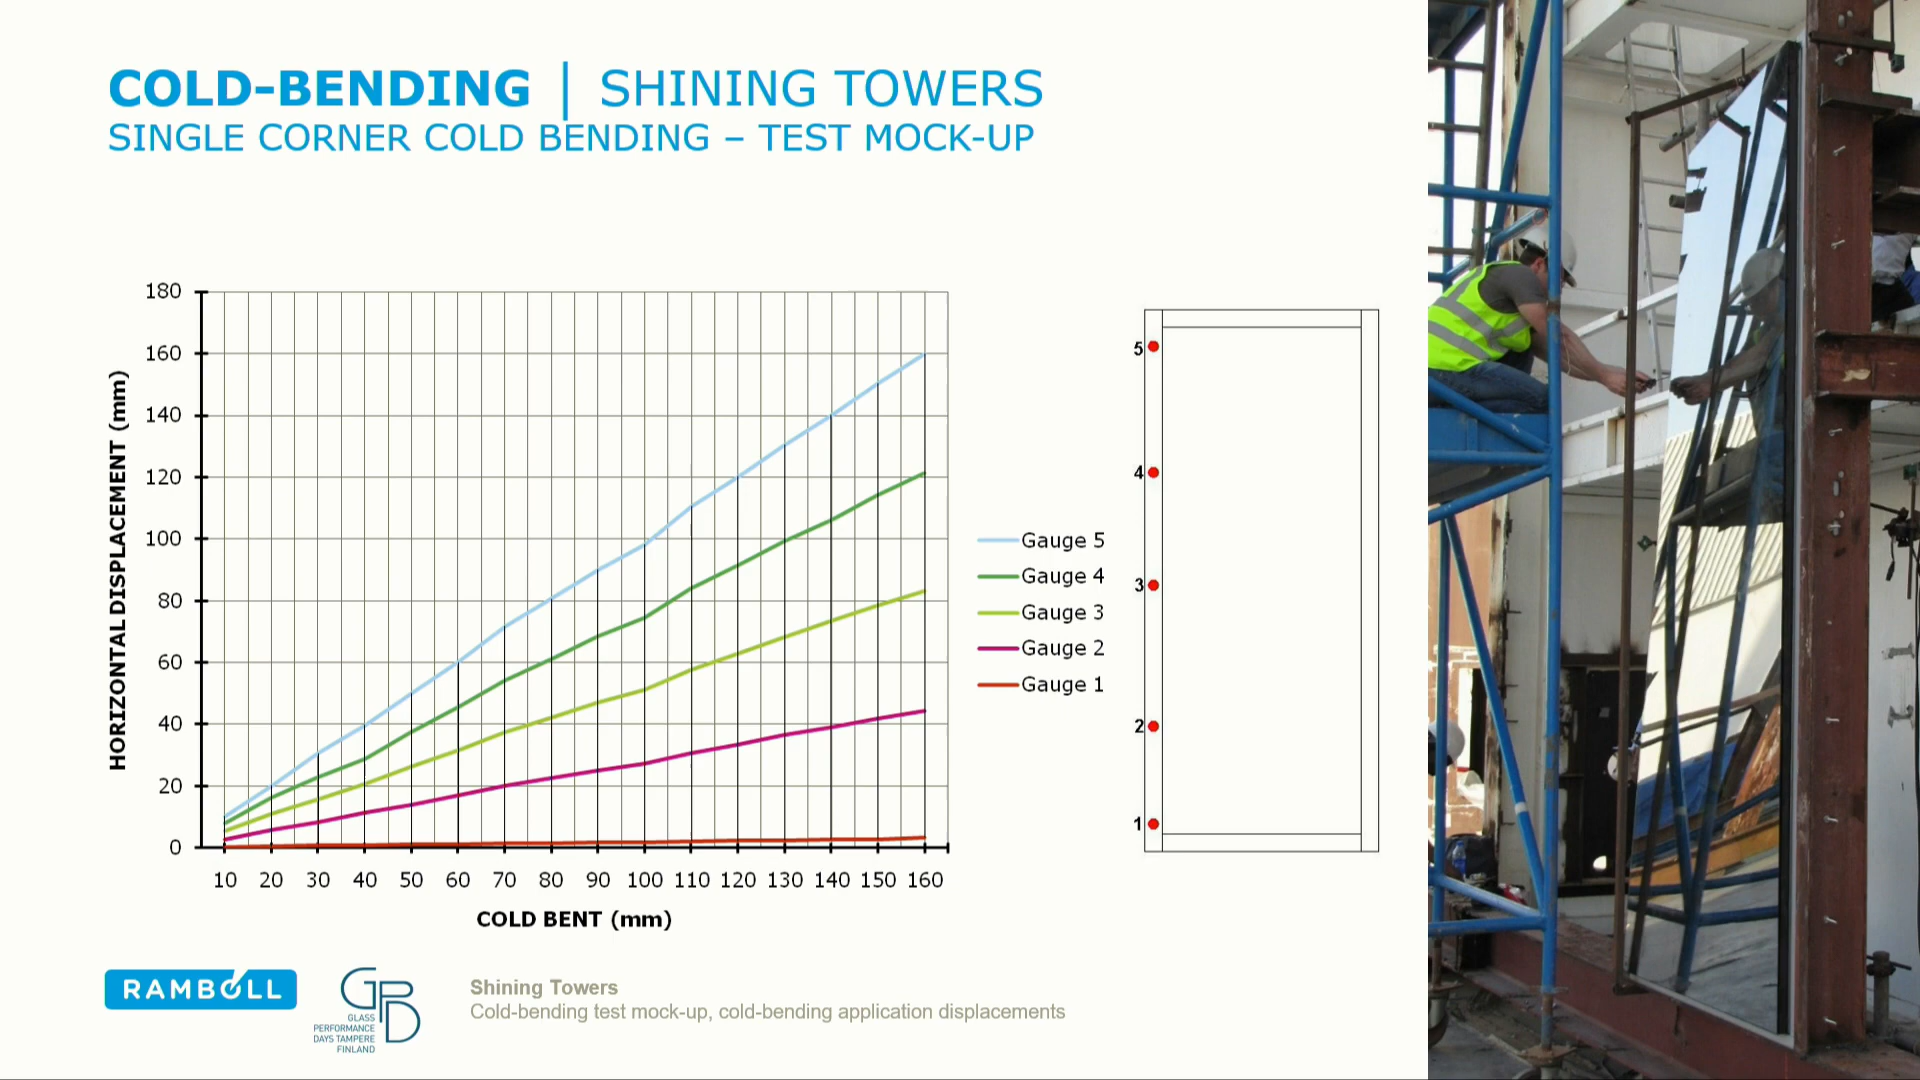 COLD-BENDING | SHINING TOWERS
SINGLE CORNER COLD BENDING – TEST MOCK-UP
HORIZONTAL DISPLACEMENT (mm)
180
160
140
120
100
80
60
40
20
0
10 20 30 40 50 60 70 80 90 100 110 120 130 140 150 160
COLD BENT (mm)
Gauge 5
Gauge 4
Gauge 3
Gauge 2
Gauge 1
5
4
3
2
1
RAMBOLL
GPD
GLASS
PERFORMANCE
DAYS TAMPERE
FINLAND
Shining Towers
Cold-bending test mock-up, cold-bending application displacements